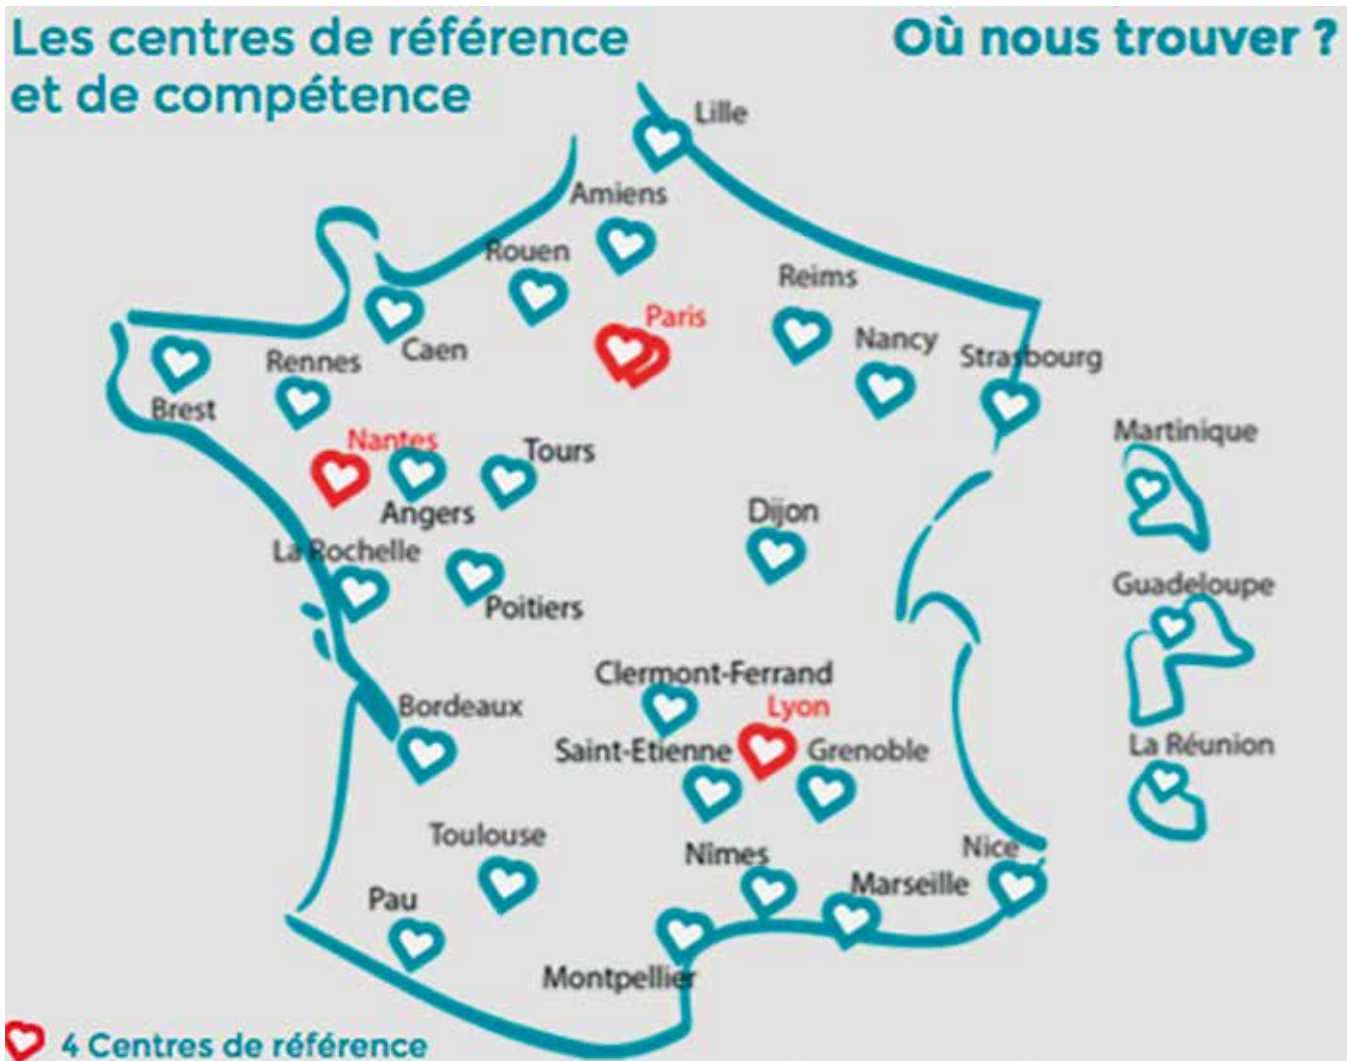 Les centres de référence
et de compétence
Où nous trouver ?
Lille
Amiens
Rouen
Reims
Paris
Caen
Nancy
Rennes
Strasbourg
Brest
Nantes
Tours
Angers
Martinique
Dijon
La Rochelle
Poitiers
Guadeloupe
Clermont-Ferrand
Bordeaux
Lyon
Saint-Etienne
Grenoble
La Réunion
Toulouse
Nîmes
Nice
Marseille
Pau
Montpellier
4 Centres de référence